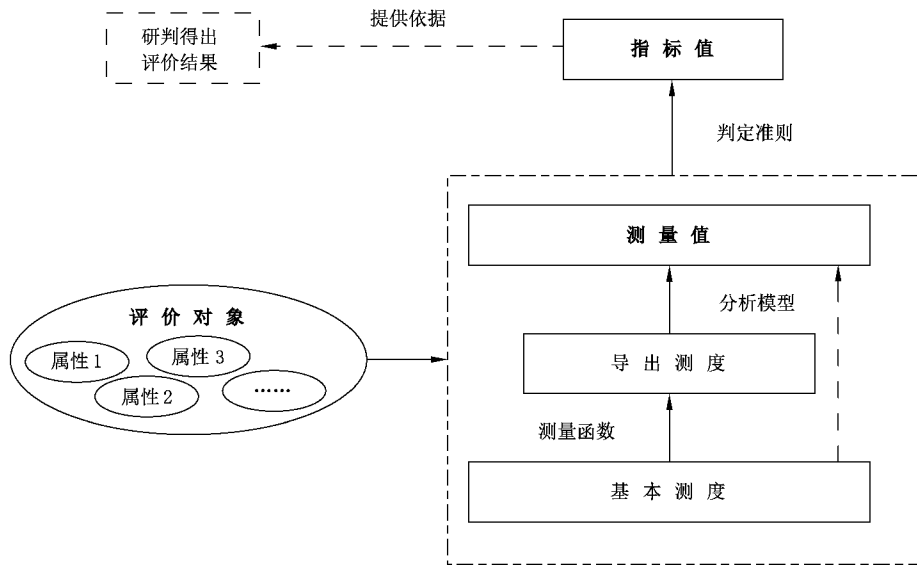 提供依据
研判得出
评价结果
指标值
判定准则
测量值
分析模型
评价对象
属性1
属性3
属性2
……
导出测度
测量函数
基本测度